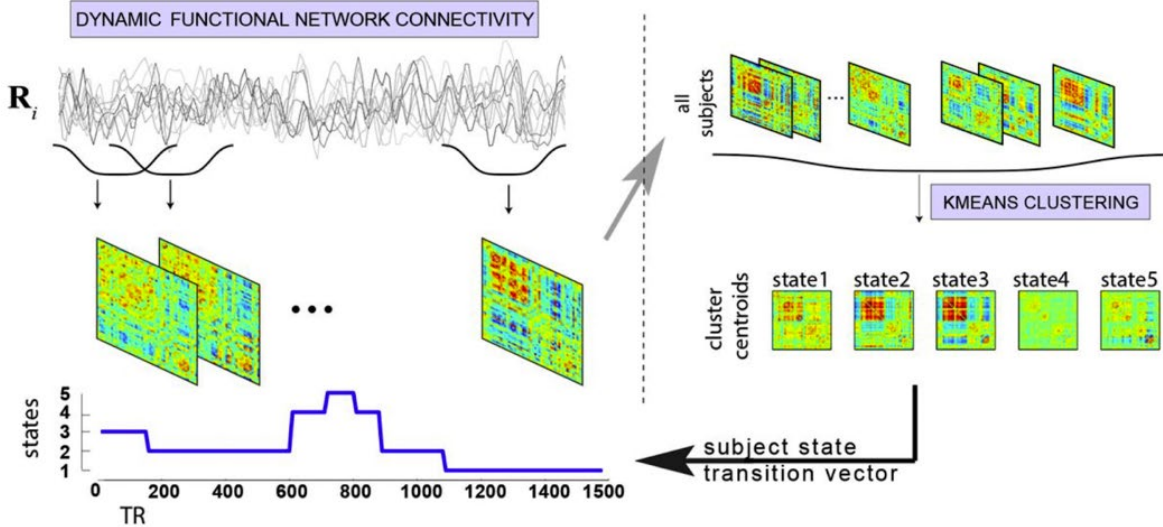 DYNAMIC FUNCTIONAL NETWORK CONNECTIVITY
R i
all
subjects
...
KMEANS CLUSTERING
...
cluster
centroids
state1 state2 state3 state4 state5
states
5
4
3
2
1
0 200 400 600 800 1000 1200 1400 1500
TR
subject state
transition vector